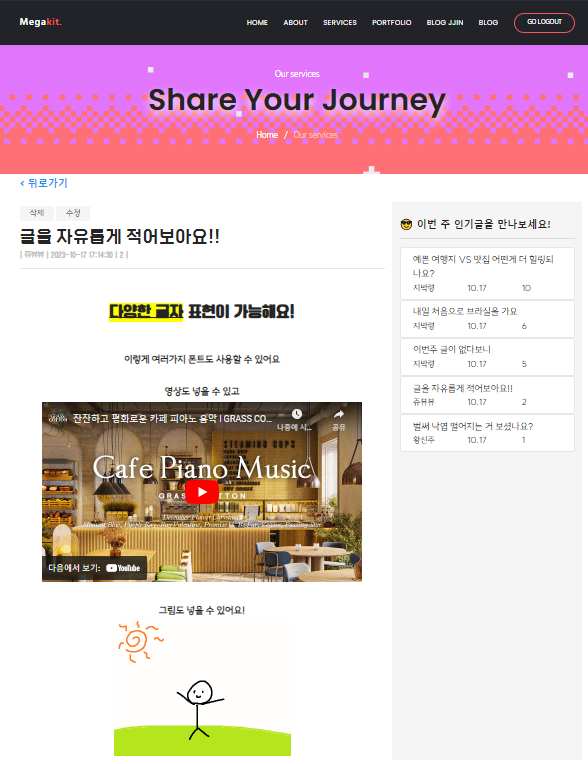 Megakit.
HOME ABOUT SERVICES PORTFOLIO BLOG JJIN BLOG GO LOGOUT
Our services
Share Your Journey
Home / Our services
< 뒤로가기
삭제 수정
글을 자유롭게 적어보아요!!
| 쥬뷰뷰 | 2023-10-17 17:14:30 | 2 |
다양한 글자 표현이 가능해요!
이렇게 여러가지 폰트도 사용할 수 있어요
영상도 넣을 수 있고
잔잔하고 평화로운 카페 피아노 음악 l GRASS CO...
나중에 시...
공유
STEAMING CUPS
Cafe Piano Music
December Flower Christmas
다음에서 보기: YouTube
그림도 넣을 수 있어요!
이번 주 인기글을 만나보세요!
예쁜 여행지 VS 맛집 어떤게 더 힐링되
나요?
지박령 10.17 10
내일 처음으로 브라질을 가요
지박령 10.17 6
이번주 글이 없다보니
지박령 10.17 5
글을 자유롭게 적어보아요!!
쥬뷰뷰 10.17 2
벌써 낙엽 떨어지는 거 보셨나요?
왕신주 10.17 1